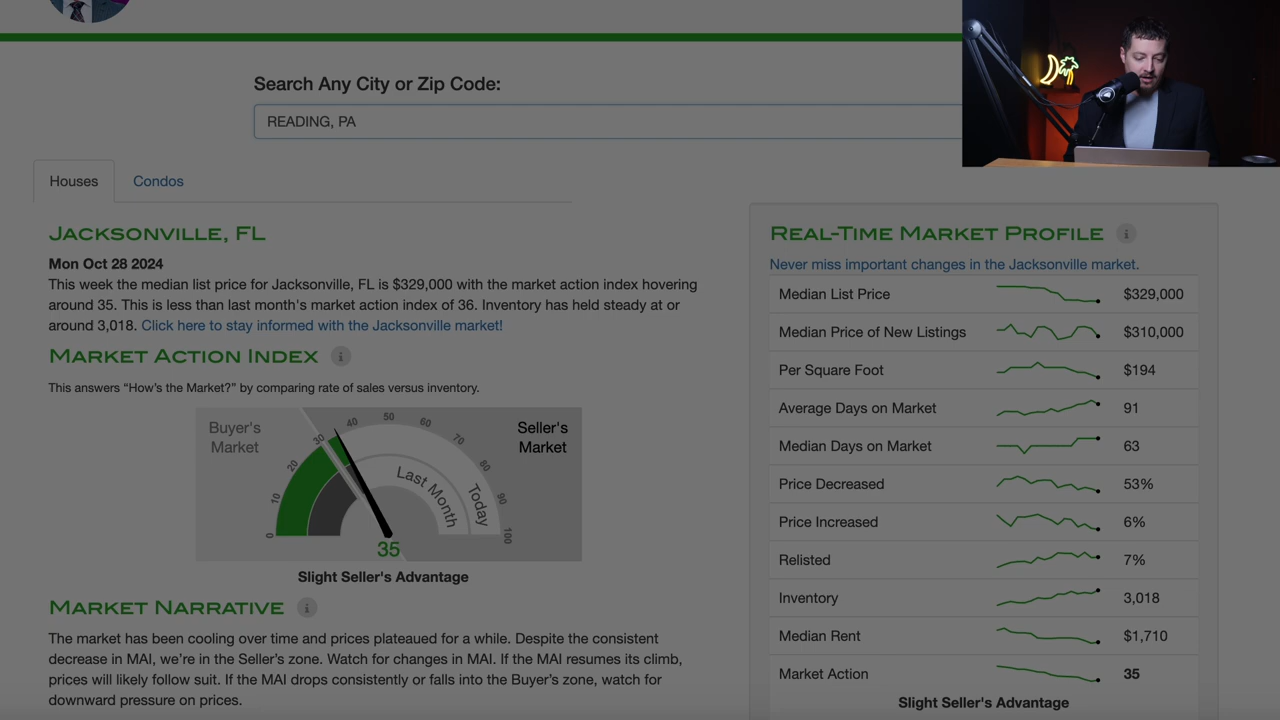 Search Any City or Zip Code:
READING, PA
Houses
Condos
JACKSONVILLE, FL
Mon Oct 28 2024
This week the median list price for Jacksonville, FL is $329,000 with the market action index hovering
around 35. This is less than last month's market action index of 36. Inventory has held steady at or
around 3,018. Click here to stay informed with the Jacksonville market!
MARKET ACTION INDEX
i
This answers “How’s the Market?” by comparing rate of sales versus inventory.
Buyer's
Market
Seller's
Market
0
10
20
30
40
50
60
70
80
90
100
Last Month
Today
35
Slight Seller's Advantage
MARKET NARRATIVE
i
The market has been cooling over time and prices plateaued for a while. Despite the consistent
decrease in MAI, we’re in the Seller’s zone. Watch for changes in MAI. If the MAI resumes its climb,
prices will likely follow suit. If the MAI drops consistently or falls into the Buyer’s zone, watch for
downward pressure on prices.
REAL-TIME MARKET PROFILE
i
Never miss important changes in the Jacksonville market.
Median List Price $329,000
Median Price of New Listings $310,000
Per Square Foot $194
Average Days on Market 91
Median Days on Market 63
Price Decreased 53%
Price Increased 6%
Relisted 7%
Inventory 3,018
Median Rent $1,710
Market Action 35
Slight Seller's Advantage